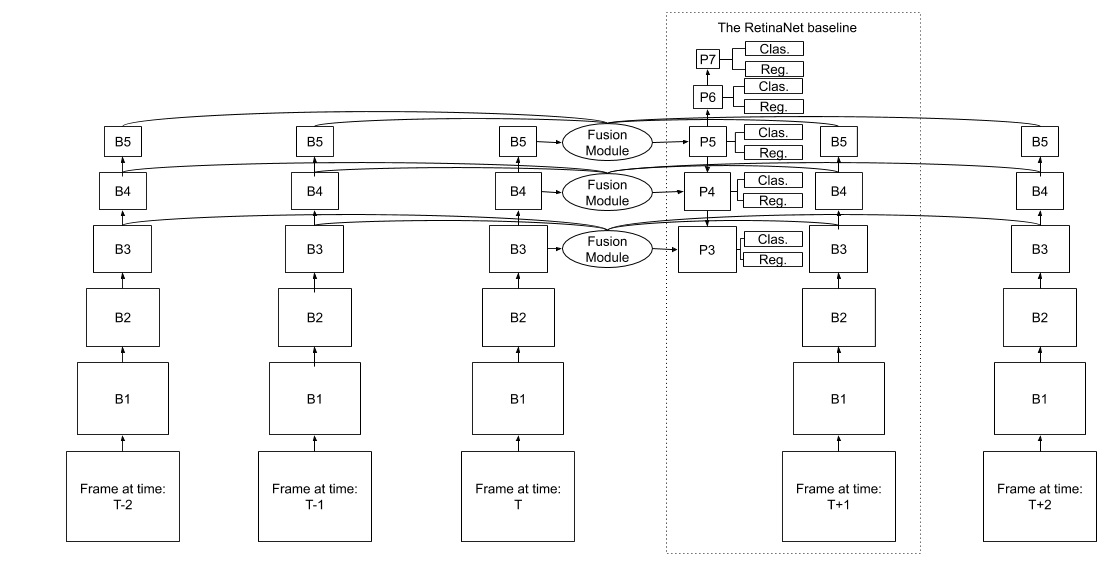 The RetinaNet baseline
P7
Clas.
Reg.
P6
Clas.
Reg.
B5
B5
B5
Fusion
Module
P5
Clas.
Reg.
B5
B5
B4
B4
B4
Fusion
Module
P4
Clas.
Reg.
B4
B4
B3
B3
B3
Fusion
Module
P3
Clas.
Reg.
B3
B3
B2
B2
B2
B2
B2
B1
B1
B1
B1
B1
Frame at time:
T-2
Frame at time:
T-1
Frame at time:
T
Frame at time:
T+1
Frame at time:
T+2